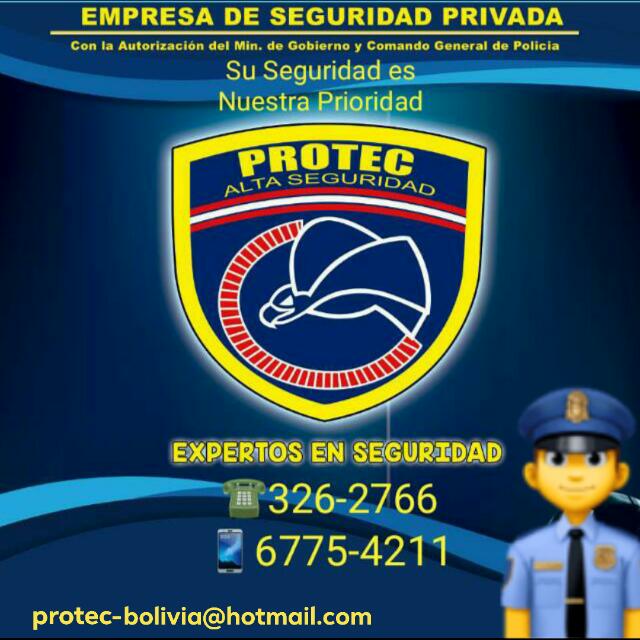 EMPRESA DE SEGURIDAD PRIVADA
Con la Autorización del Min. de Gobierno y Comando General de Policia
Su Seguridad es
Nuestra Prioridad
PROTEC
ALTA SEGURIDAD
EXPERTOS EN SEGURIDAD
326-2766
6775-4211
protec-bolivia@hotmail.com